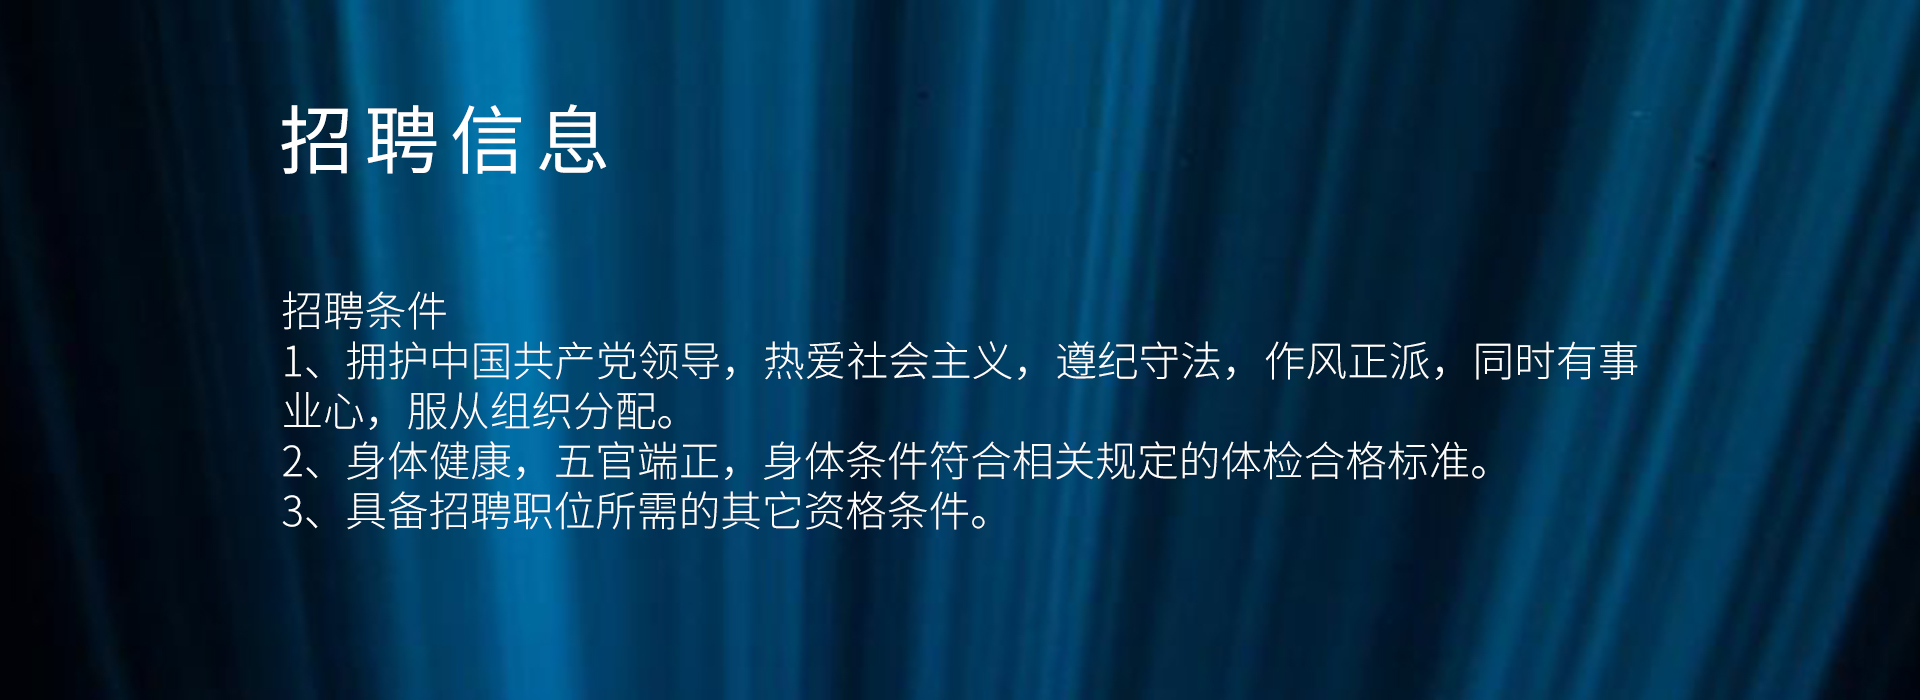 招聘信息
招聘条件
1、拥护中国共产党领导，热爱社会主义，遵纪守法，作风正派，同时有事
业心，服从组织分配。
2、身体健康，五官端正，身体条件符合相关规定的体检合格标准。
3、具备招聘职位所需的其它资格条件。